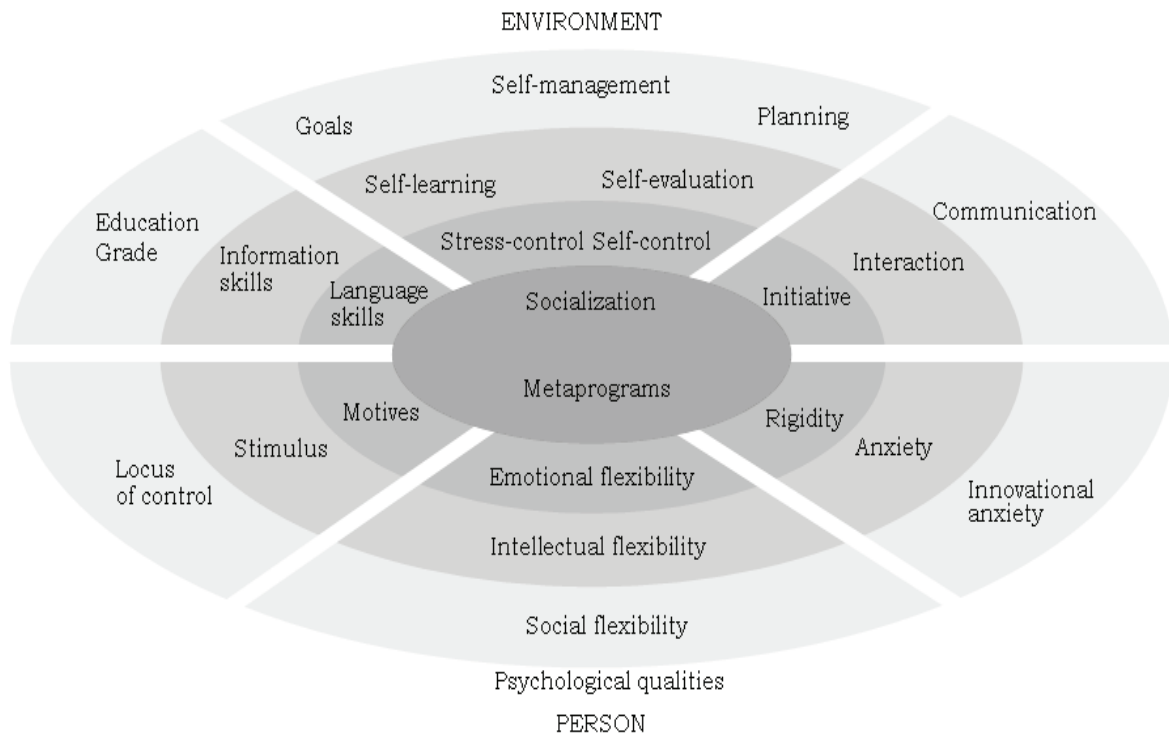 ENVIRONMENT
Self-management
Goals
Planning
Self-learning
Self-evaluation
Education
Grade
Communication
Stress-control Self-control
Information
skills
Interaction
Language
skills
Socialization
Initiative
Metaprograms
Motives
Rigidity
Stimulus
Anxiety
Locus
of control
Emotional flexibility
Innovational
anxiety
Intellectual flexibility
Social flexibility
Psychological qualities
PERSON